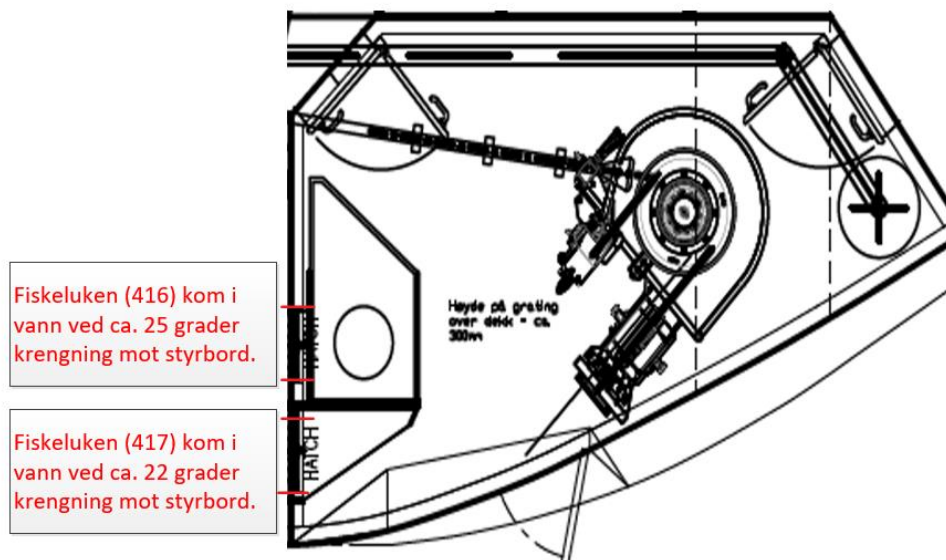 Fiskeluken (416) kom i
vann ved ca. 25 grader
krengning mot styrbord.
HATCH
Høyde på grating
over dekk = ca.
300mm
Fiskeluken (417) kom i
vann ved ca. 22 grader
krengning mot styrbord.
HATCH